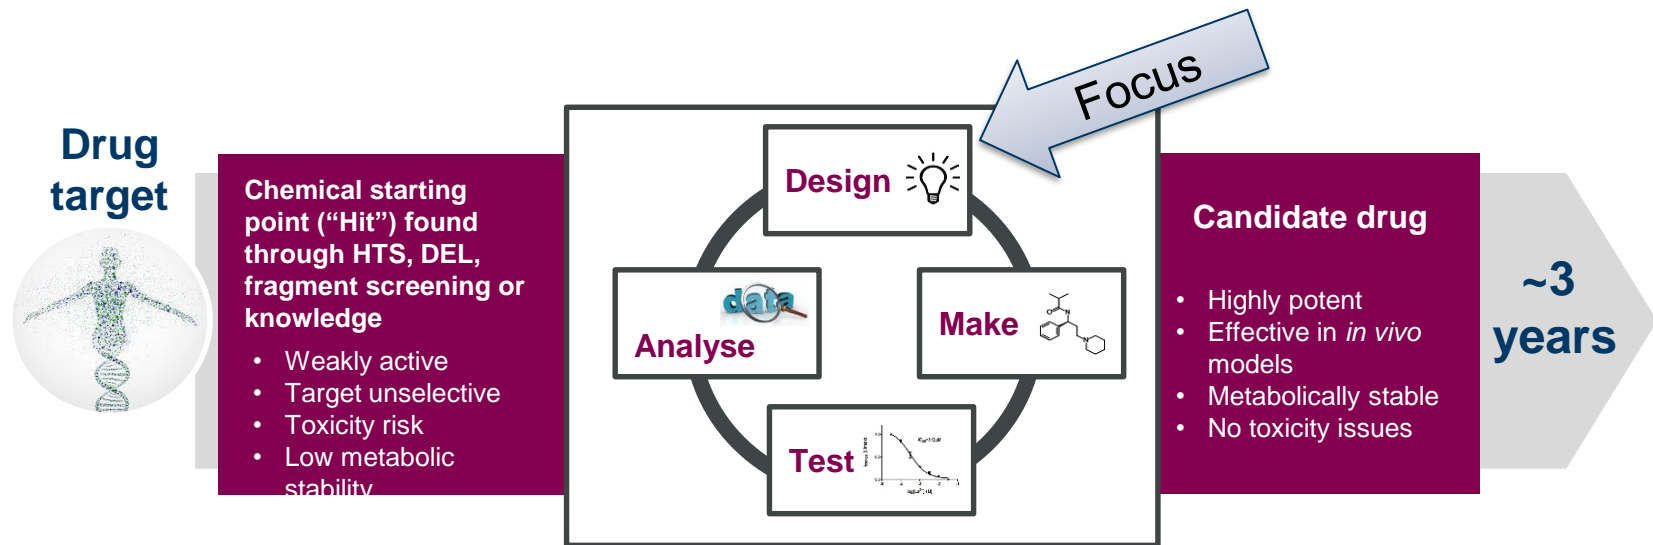 Focus
Drug
target
Chemical starting
point (“Hit”) found
through HTS, DEL,
fragment screening or
knowledge
• Weakly active
• Target unselective
• Toxicity risk
• Low metabolic
stability
Design
Analyse
data
Make
O
N
N
Test
Candidate drug
• Highly potent
• Effective in in vivo
models
• Metabolically stable
• No toxicity issues
~3
years